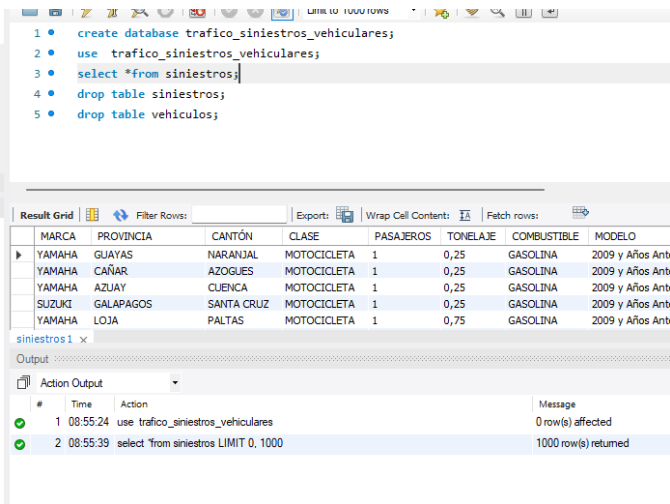 Limit to 1000 rows
1 create database trafico_siniestros_vehiculares;
2 use trafico_siniestros_vehiculares;
3 select *from siniestros;
4 drop table siniestros;
5 drop table vehiculos;
Result Grid Filter Rows: Export: Wrap Cell Content: IA Fetch rows:
MARCA PROVINCIA CANTÓN CLASE PASAJEROS TONELAJE COMBUSTIBLE MODELO
YAMAHA GUAYAS NARANJAL MOTOCICLETA 1 0,25 GASOLINA 2009 y Años Ant
YAMAHA CAÑAR AZOGUES MOTOCICLETA 1 0,25 GASOLINA 2009 y Años Ant
YAMAHA AZUAY CUENCA MOTOCICLETA 1 0,25 GASOLINA 2009 y Años Ant
SUZUKI GALAPAGOS SANTA CRUZ MOTOCICLETA 1 0,25 GASOLINA 2009 y Años Ant
YAMAHA LOJA PALTAS MOTOCICLETA 1 0,75 GASOLINA 2009 y Años Ant
siniestros 1 ×
Output
Action Output
# Time Action Message
1 08:55:24 use trafico_siniestros_vehiculares 0 row(s) affected
2 08:55:39 select *from siniestros LIMIT 0, 1000 1000 row(s) returned